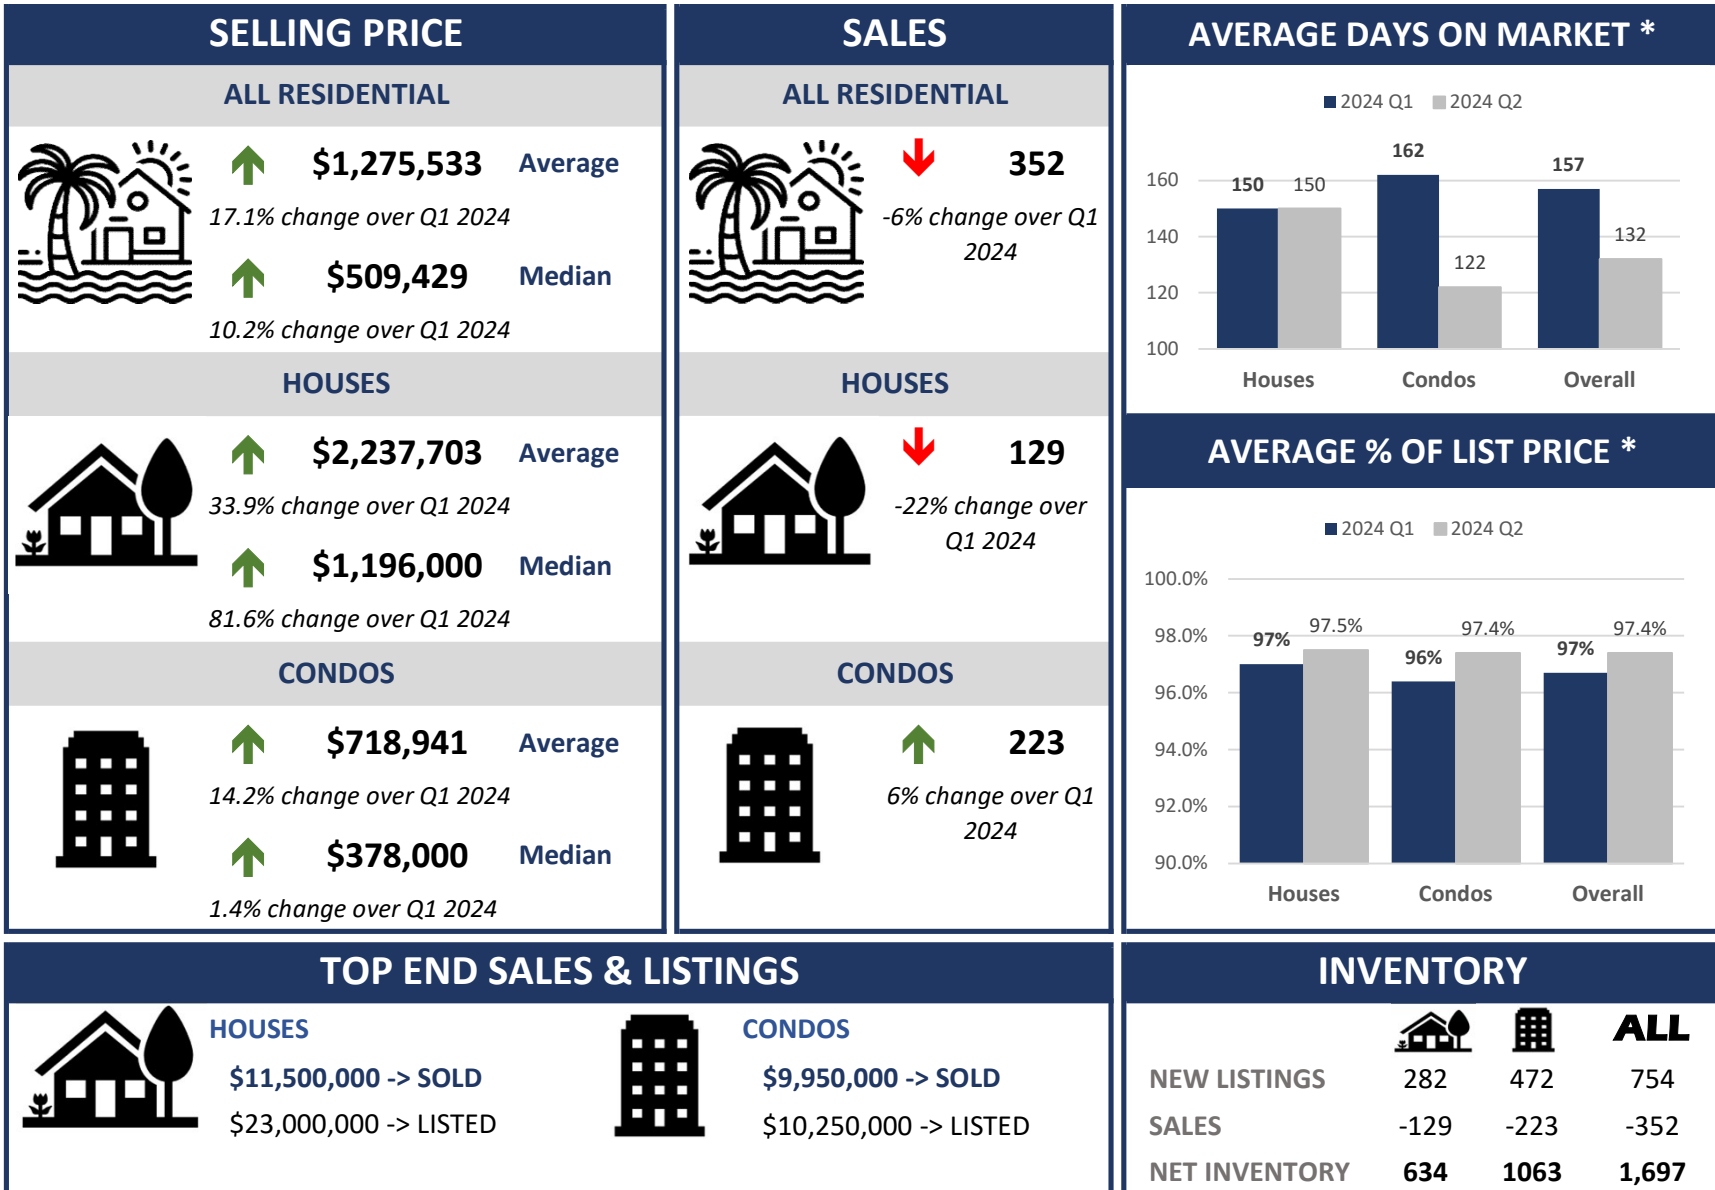 SELLING PRICE
ALL RESIDENTIAL
$1,275,533 Average
17.1% change over Q1 2024
$509,429 Median
10.2% change over Q1 2024
HOUSES
$2,237,703 Average
33.9% change over Q1 2024
$1,196,000 Median
81.6% change over Q1 2024
CONDOS
$718,941 Average
14.2% change over Q1 2024
$378,000 Median
1.4% change over Q1 2024
SALES
ALL RESIDENTIAL
352
-6% change over Q1
2024
HOUSES
129
-22% change over
Q1 2024
CONDOS
223
6% change over Q1
2024
AVERAGE DAYS ON MARKET *
2024 Q1 2024 Q2
160
140
120
100
150 150
162
122
157
132
Houses Condos Overall
AVERAGE % OF LIST PRICE *
2024 Q1 2024 Q2
100.0%
98.0%
96.0%
94.0%
92.0%
90.0%
97% 97.5%
96% 97.4%
97% 97.4%
Houses Condos Overall
TOP END SALES & LISTINGS
HOUSES
$11,500,000 -> SOLD
$23,000,000 -> LISTED
CONDOS
$9,950,000 -> SOLD
$10,250,000 -> LISTED
INVENTORY
ALL
NEW LISTINGS 282 472 754
SALES -129 -223 -352
NET INVENTORY 634 1063 1,697